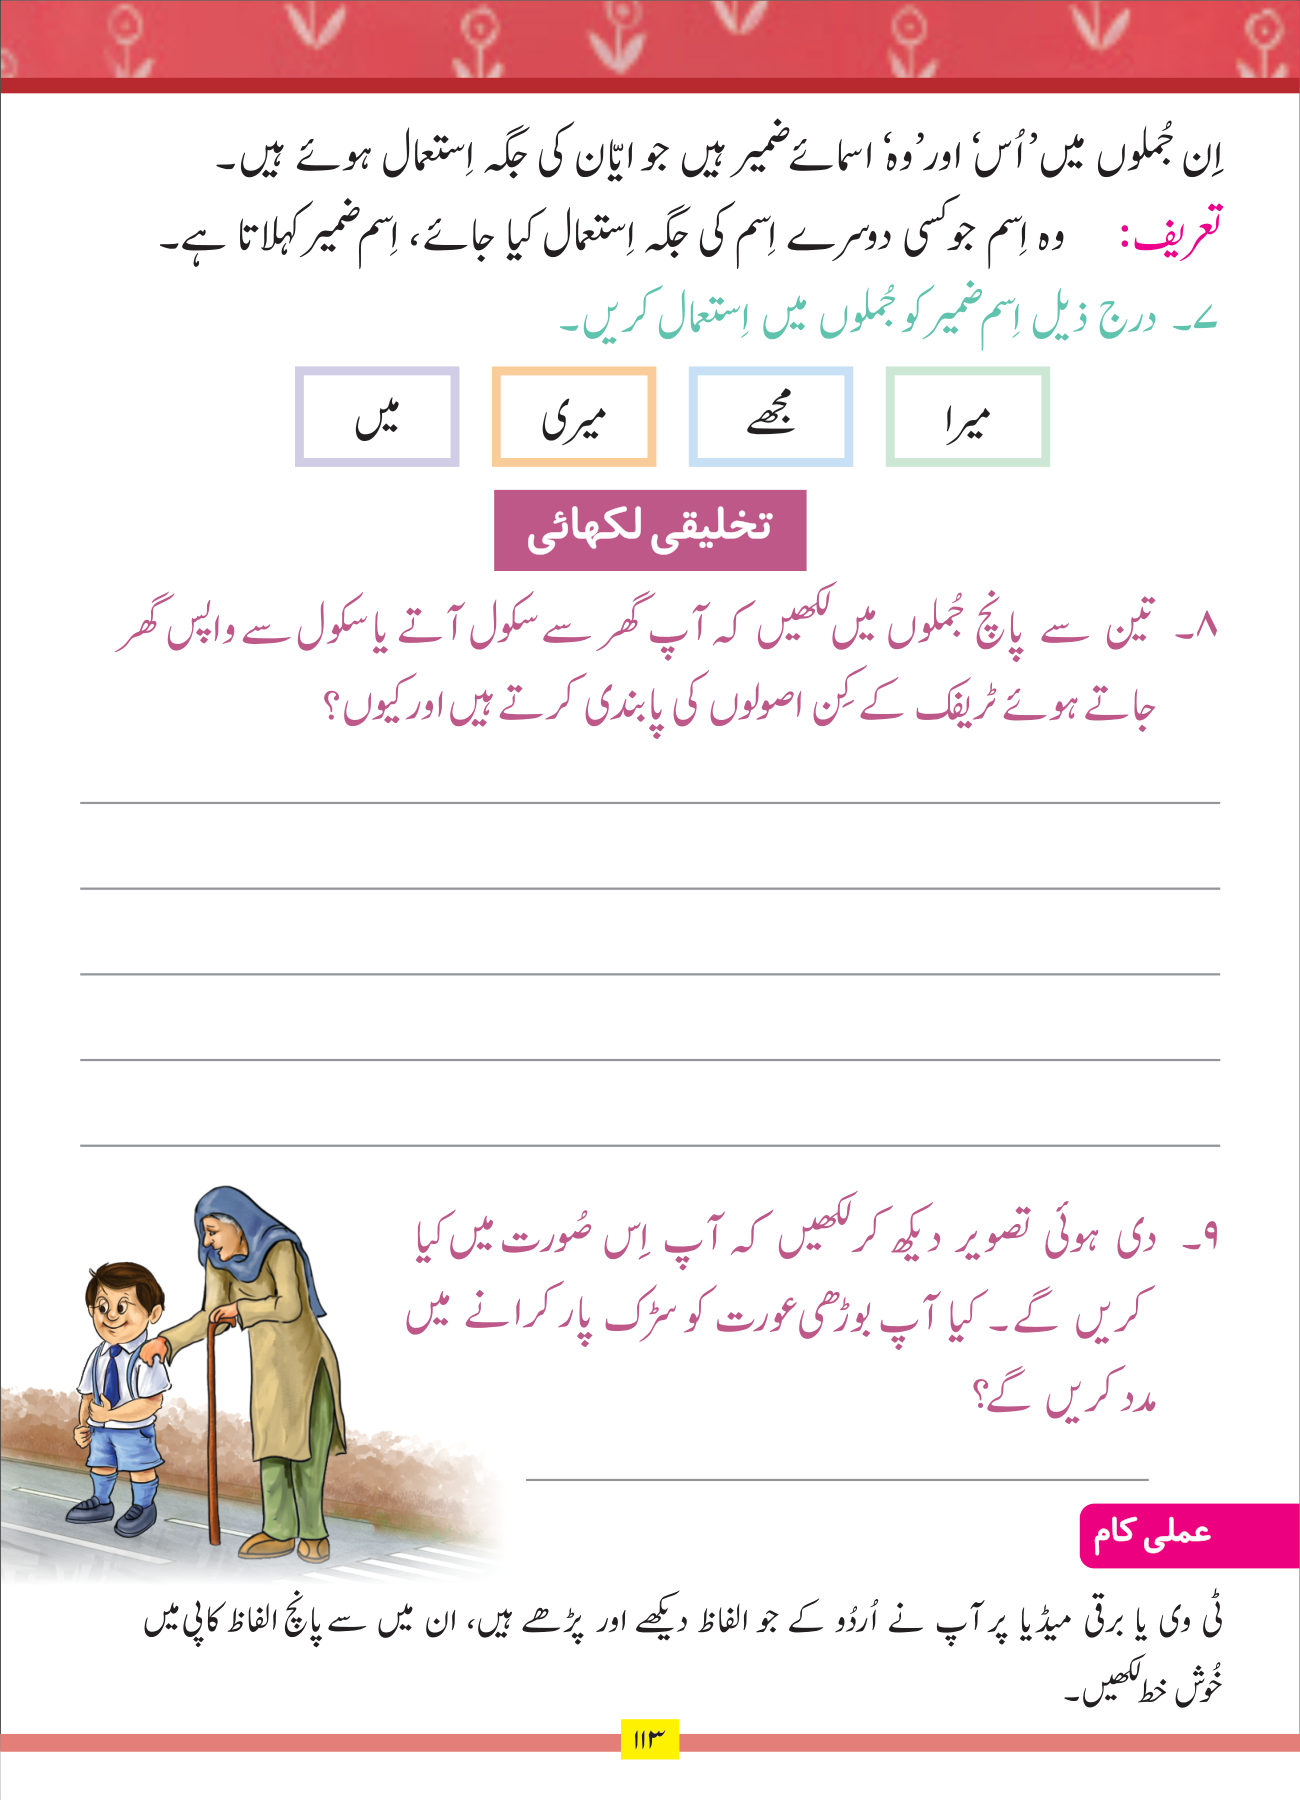 اِن جُملوں میں ’اُس‘ اور ’وہ‘ اسمائے ضمیر ہیں جو ایّان کی جگہ اِستعمال ہوئے ہیں۔
تعریف: وہ اِسم جو کسی دوسرے اِسم کی جگہ اِستعمال کیا جائے، اِسم ضمیر کہلاتا ہے۔
۷۔ درج ذیل اِسم ضمیر کو جُملوں میں اِستعمال کریں۔
میرا مجھے میری میں
تخلیقی لکھائی
۸۔ تین سے پانچ جُملوں میں لکھیں کہ آپ گھر سے سکول آتے یا سکول سے واپس گھر
جاتے ہوئے ٹریفک کے کِن اصولوں کی پابندی کرتے ہیں اور کیوں؟
۹۔ دی ہوئی تصویر دیکھ کر لکھیں کہ آپ اِس صُورت میں کیا
کریں گے۔ کیا آپ بوڑھی عورت کو سڑک پار کرانے میں
مدد کریں گے؟
عملی کام
ٹی وی یا برقی میڈیا پر آپ نے اُردُو کے جو الفاظ دیکھے اور پڑھے ہیں، ان میں سے پانچ الفاظ کاپی میں
خُوش خط لکھیں۔
۱۱۳